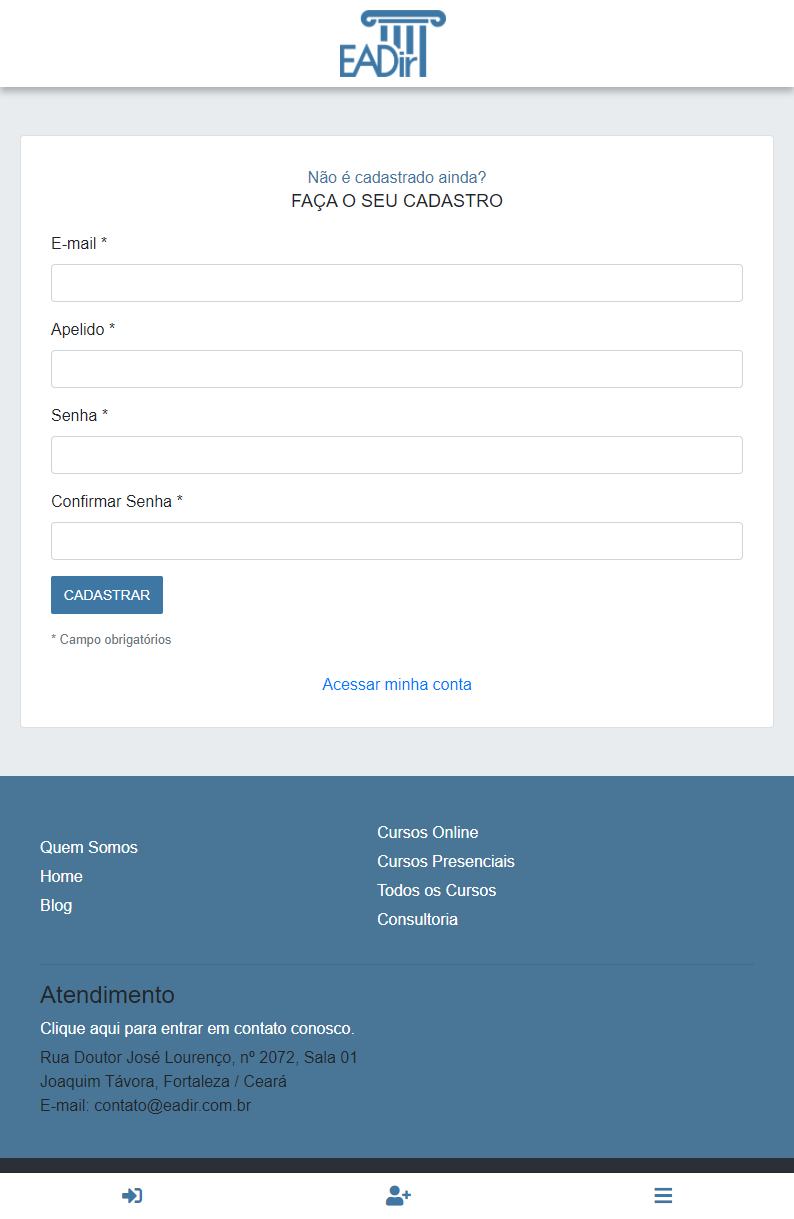 EADir
Não é cadastrado ainda?
FAÇA O SEU CADASTRO
E-mail *
Apelido *
Senha *
Confirmar Senha *
CADASTRAR
* Campo obrigatórios
Acessar minha conta
Quem Somos
Home
Blog
Cursos Online
Cursos Presenciais
Todos os Cursos
Consultoria
Atendimento
Clique aqui para entrar em contato conosco.
Rua Doutor José Lourenço, nº 2072, Sala 01
Joaquim Távora, Fortaleza / Ceará
E-mail: contato@eadir.com.br